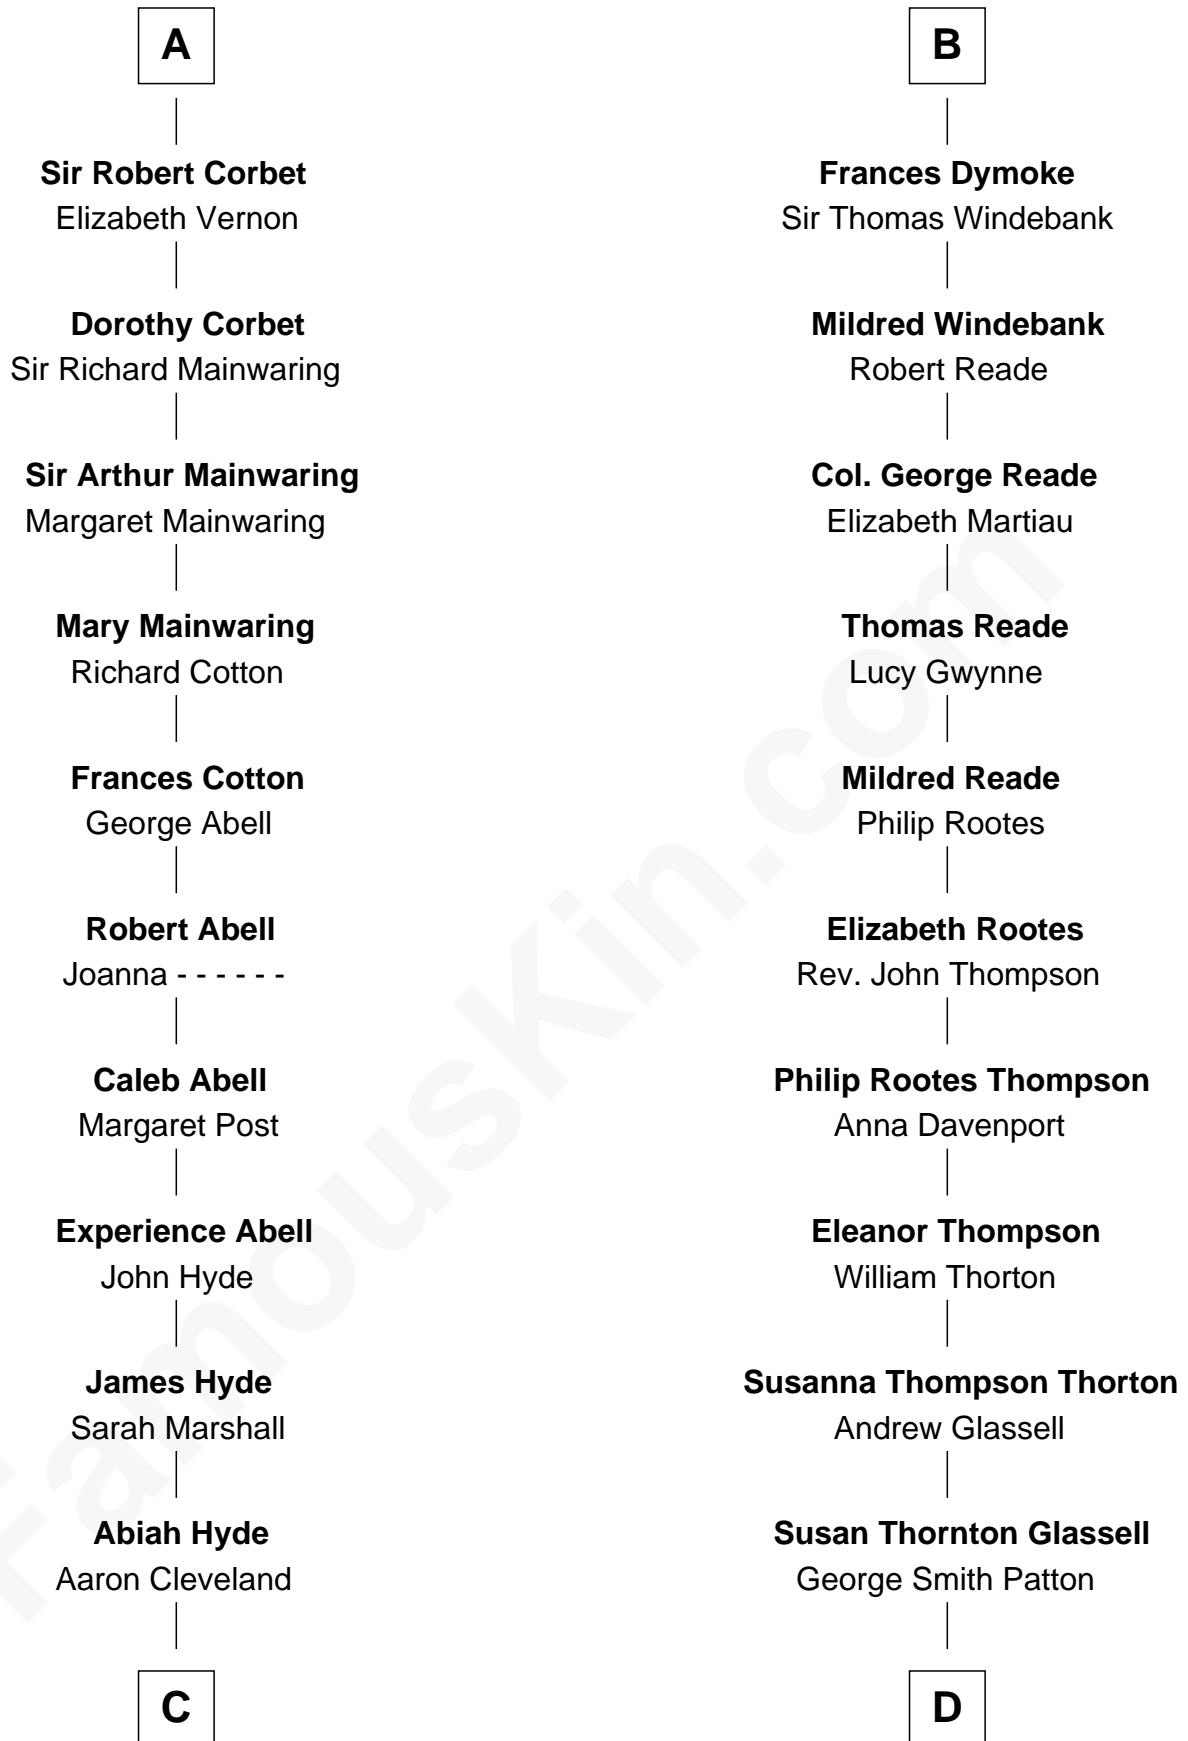 A
Sir Robert Corbet
Elizabeth Vernon
Dorothy Corbet
Sir Richard Mainwaring
Sir Arthur Mainwaring
Margaret Mainwaring
Mary Mainwaring
Richard Cotton
Frances Cotton
George Abell
Robert Abell
Joanna - - - - - -
Caleb Abell
Margaret Post
Experience Abell
John Hyde
James Hyde
Sarah Marshall
Abiah Hyde
Aaron Cleveland
C
B
Frances Dymoke
Sir Thomas Windebank
Mildred Windebank
Robert Reade
Col. George Reade
Elizabeth Martiau
Thomas Reade
Lucy Gwynne
Mildred Reade
Philip Rootes
Elizabeth Rootes
Rev. John Thompson
Philip Rootes Thompson
Anna Davenport
Eleanor Thompson
William Thorton
Susanna Thompson Thorton
Andrew Glassell
Susan Thornton Glassell
George Smith Patton
D
FamousKin.com